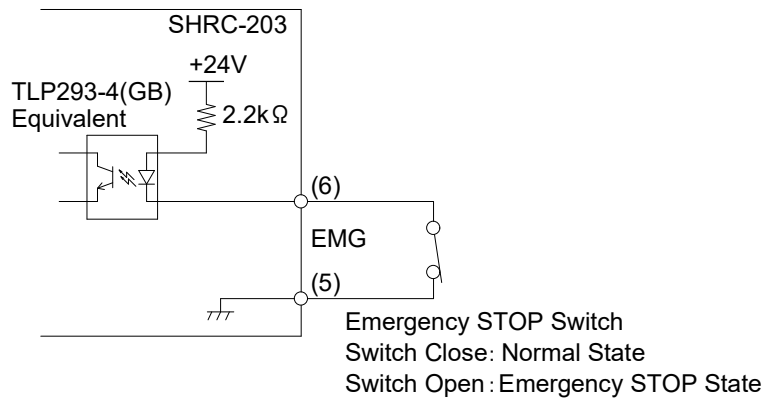 SHRC-203
+24V
TLP293-4(GB)
Equivalent
2.2kΩ
(6)
EMG
(5)
Emergency STOP Switch
Switch Close: Normal State
Switch Open: Emergency STOP State